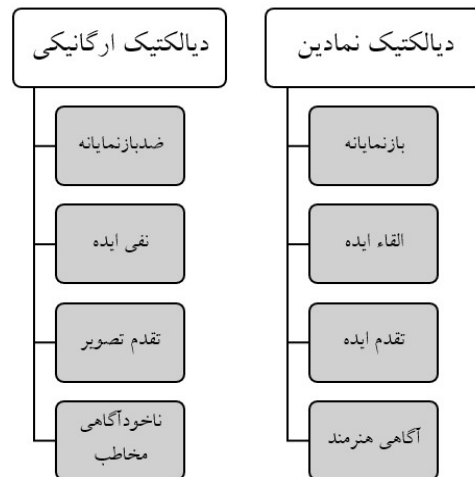 دیالکتیک نمادین
بازنمایانه
القاء ایده
تقدم ایده
آگاهی هنرمند
دیالکتیک ارگانیکی
ضدبازنمایانه
نفی ایده
تقدم تصویر
ناخودآگاهی
مخاطب